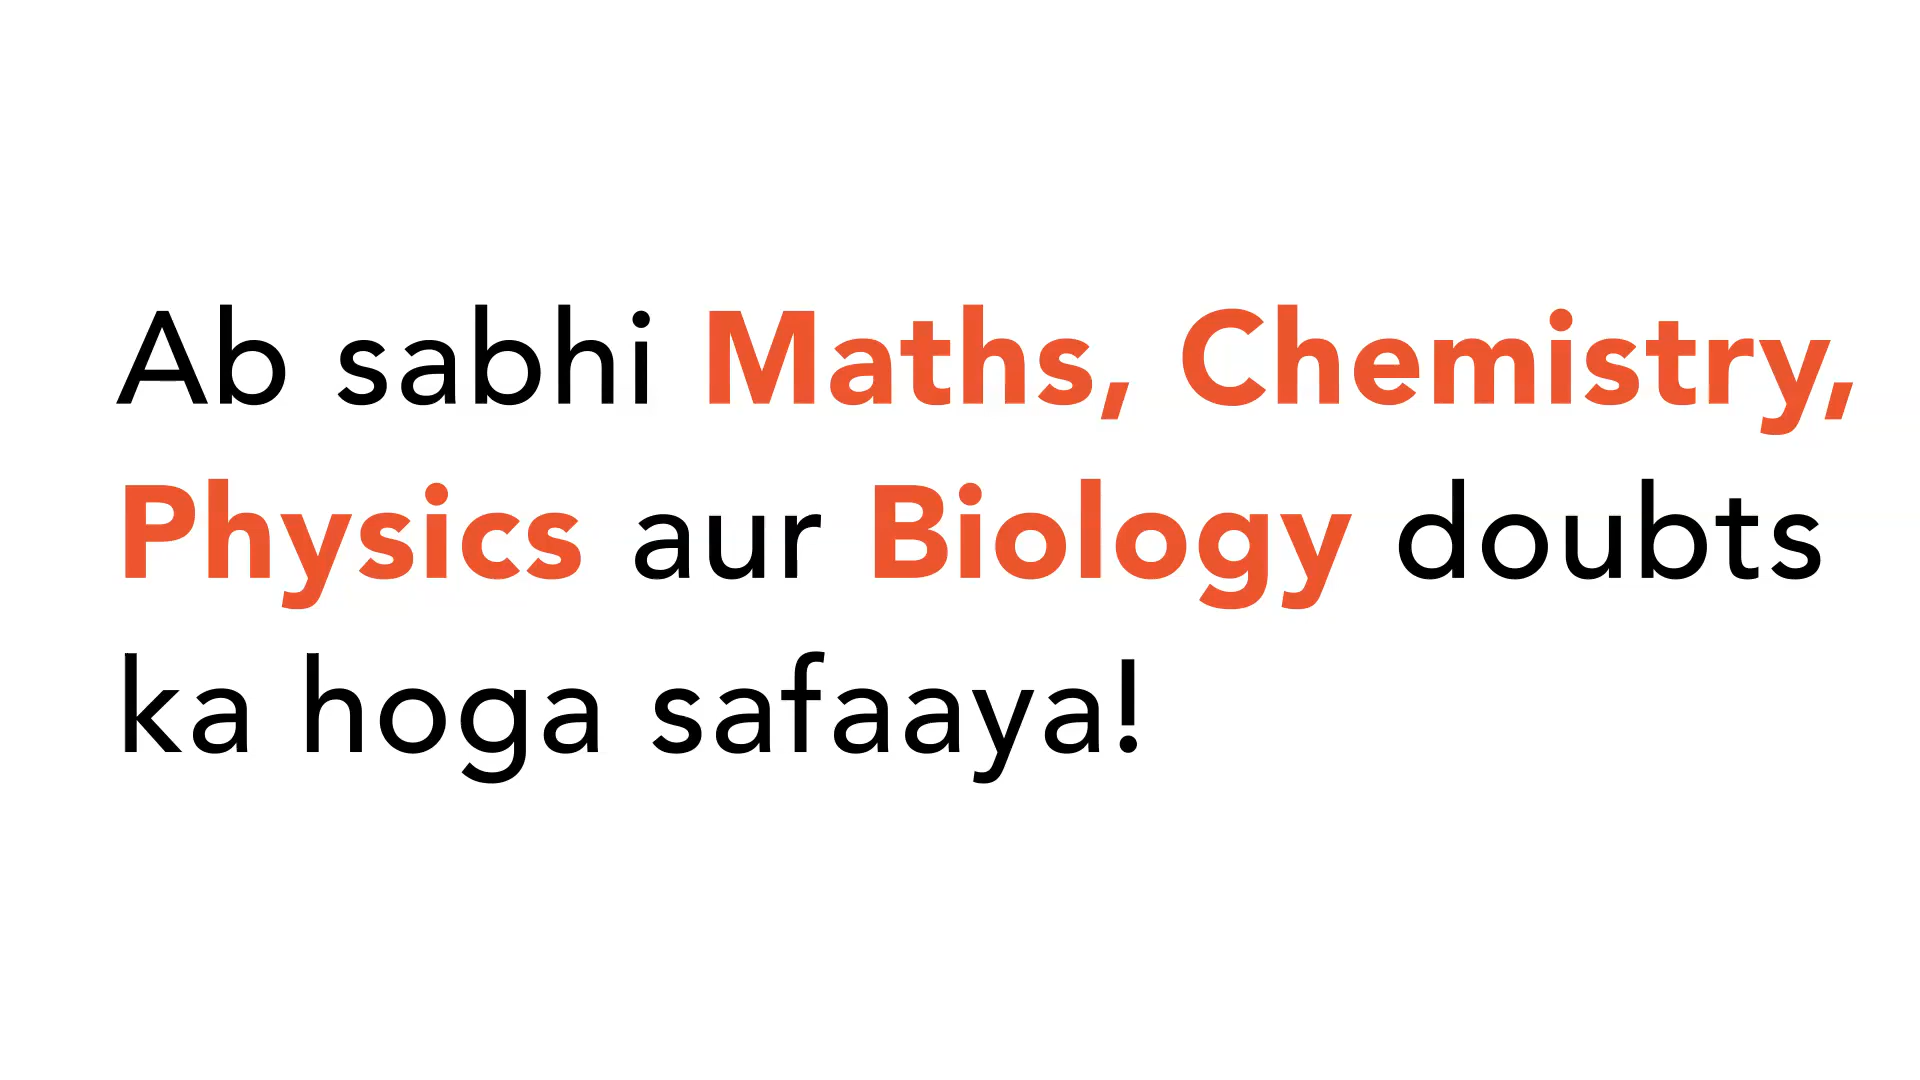 Ab sabhi Maths, Chemistry,
Physics aur Biology doubts
ka hoga safaaya!